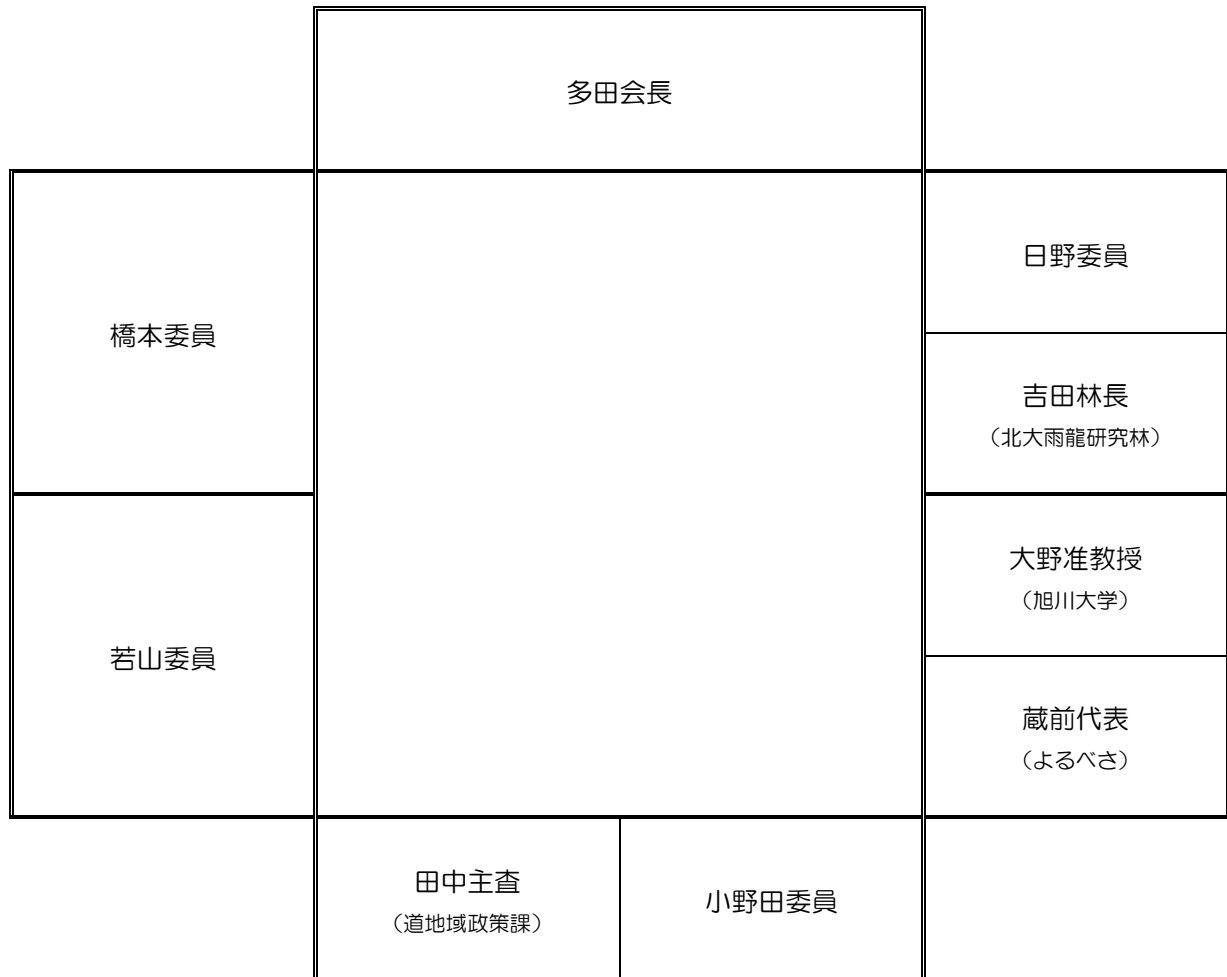 多田会長
橋本委員
若山委員
日野委員
吉田林長
（北大雨龍研究林）
大野准教授
（旭川大学）
蔵前代表
（よるべさ）
田中主査
（道地域政策課）
小野田委員